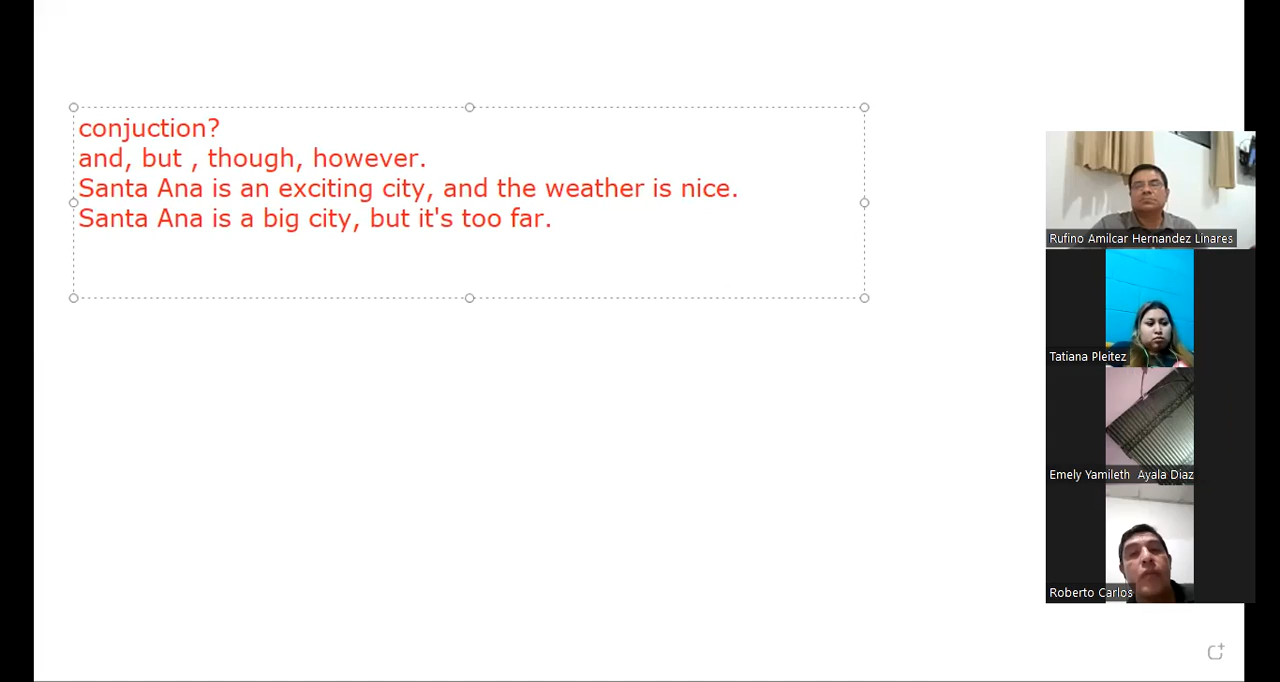 conjuction?
and, but , though, however.
Santa Ana is an exciting city, and the weather is nice.
Santa Ana is a big city, but it's too far.
Rufino Amilcar Hernandez Linares
Tatiana Pleitez
Emely Yamileth Ayala Diaz
Roberto Carlos